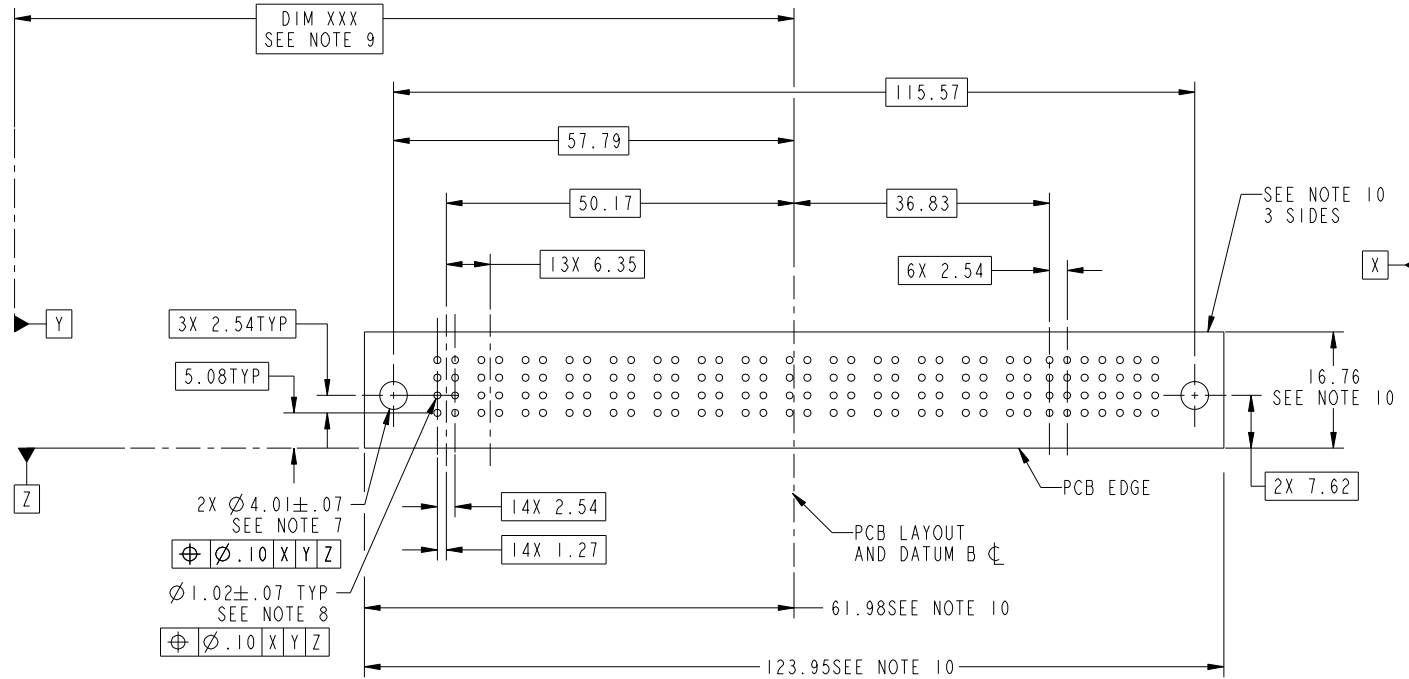 DIM XXX
SEE NOTE 9
115.57
57.79
50.17
36.83
SEE NOTE 10
3 SIDES
13X 6.35
6X 2.54
X
Y
3X 2.54TYP
5.08TYP
16.76
SEE NOTE 10
Z
2X Ø4.01±.07
SEE NOTE 7
⌖ Ø.10 X Y Z
14X 2.54
PCB EDGE
2X 7.62
PCB LAYOUT
AND DATUM B ℄
14X 1.27
Ø1.02±.07 TYP
SEE NOTE 8
⌖ Ø.10 X Y Z
61.98SEE NOTE 10
123.95SEE NOTE 10